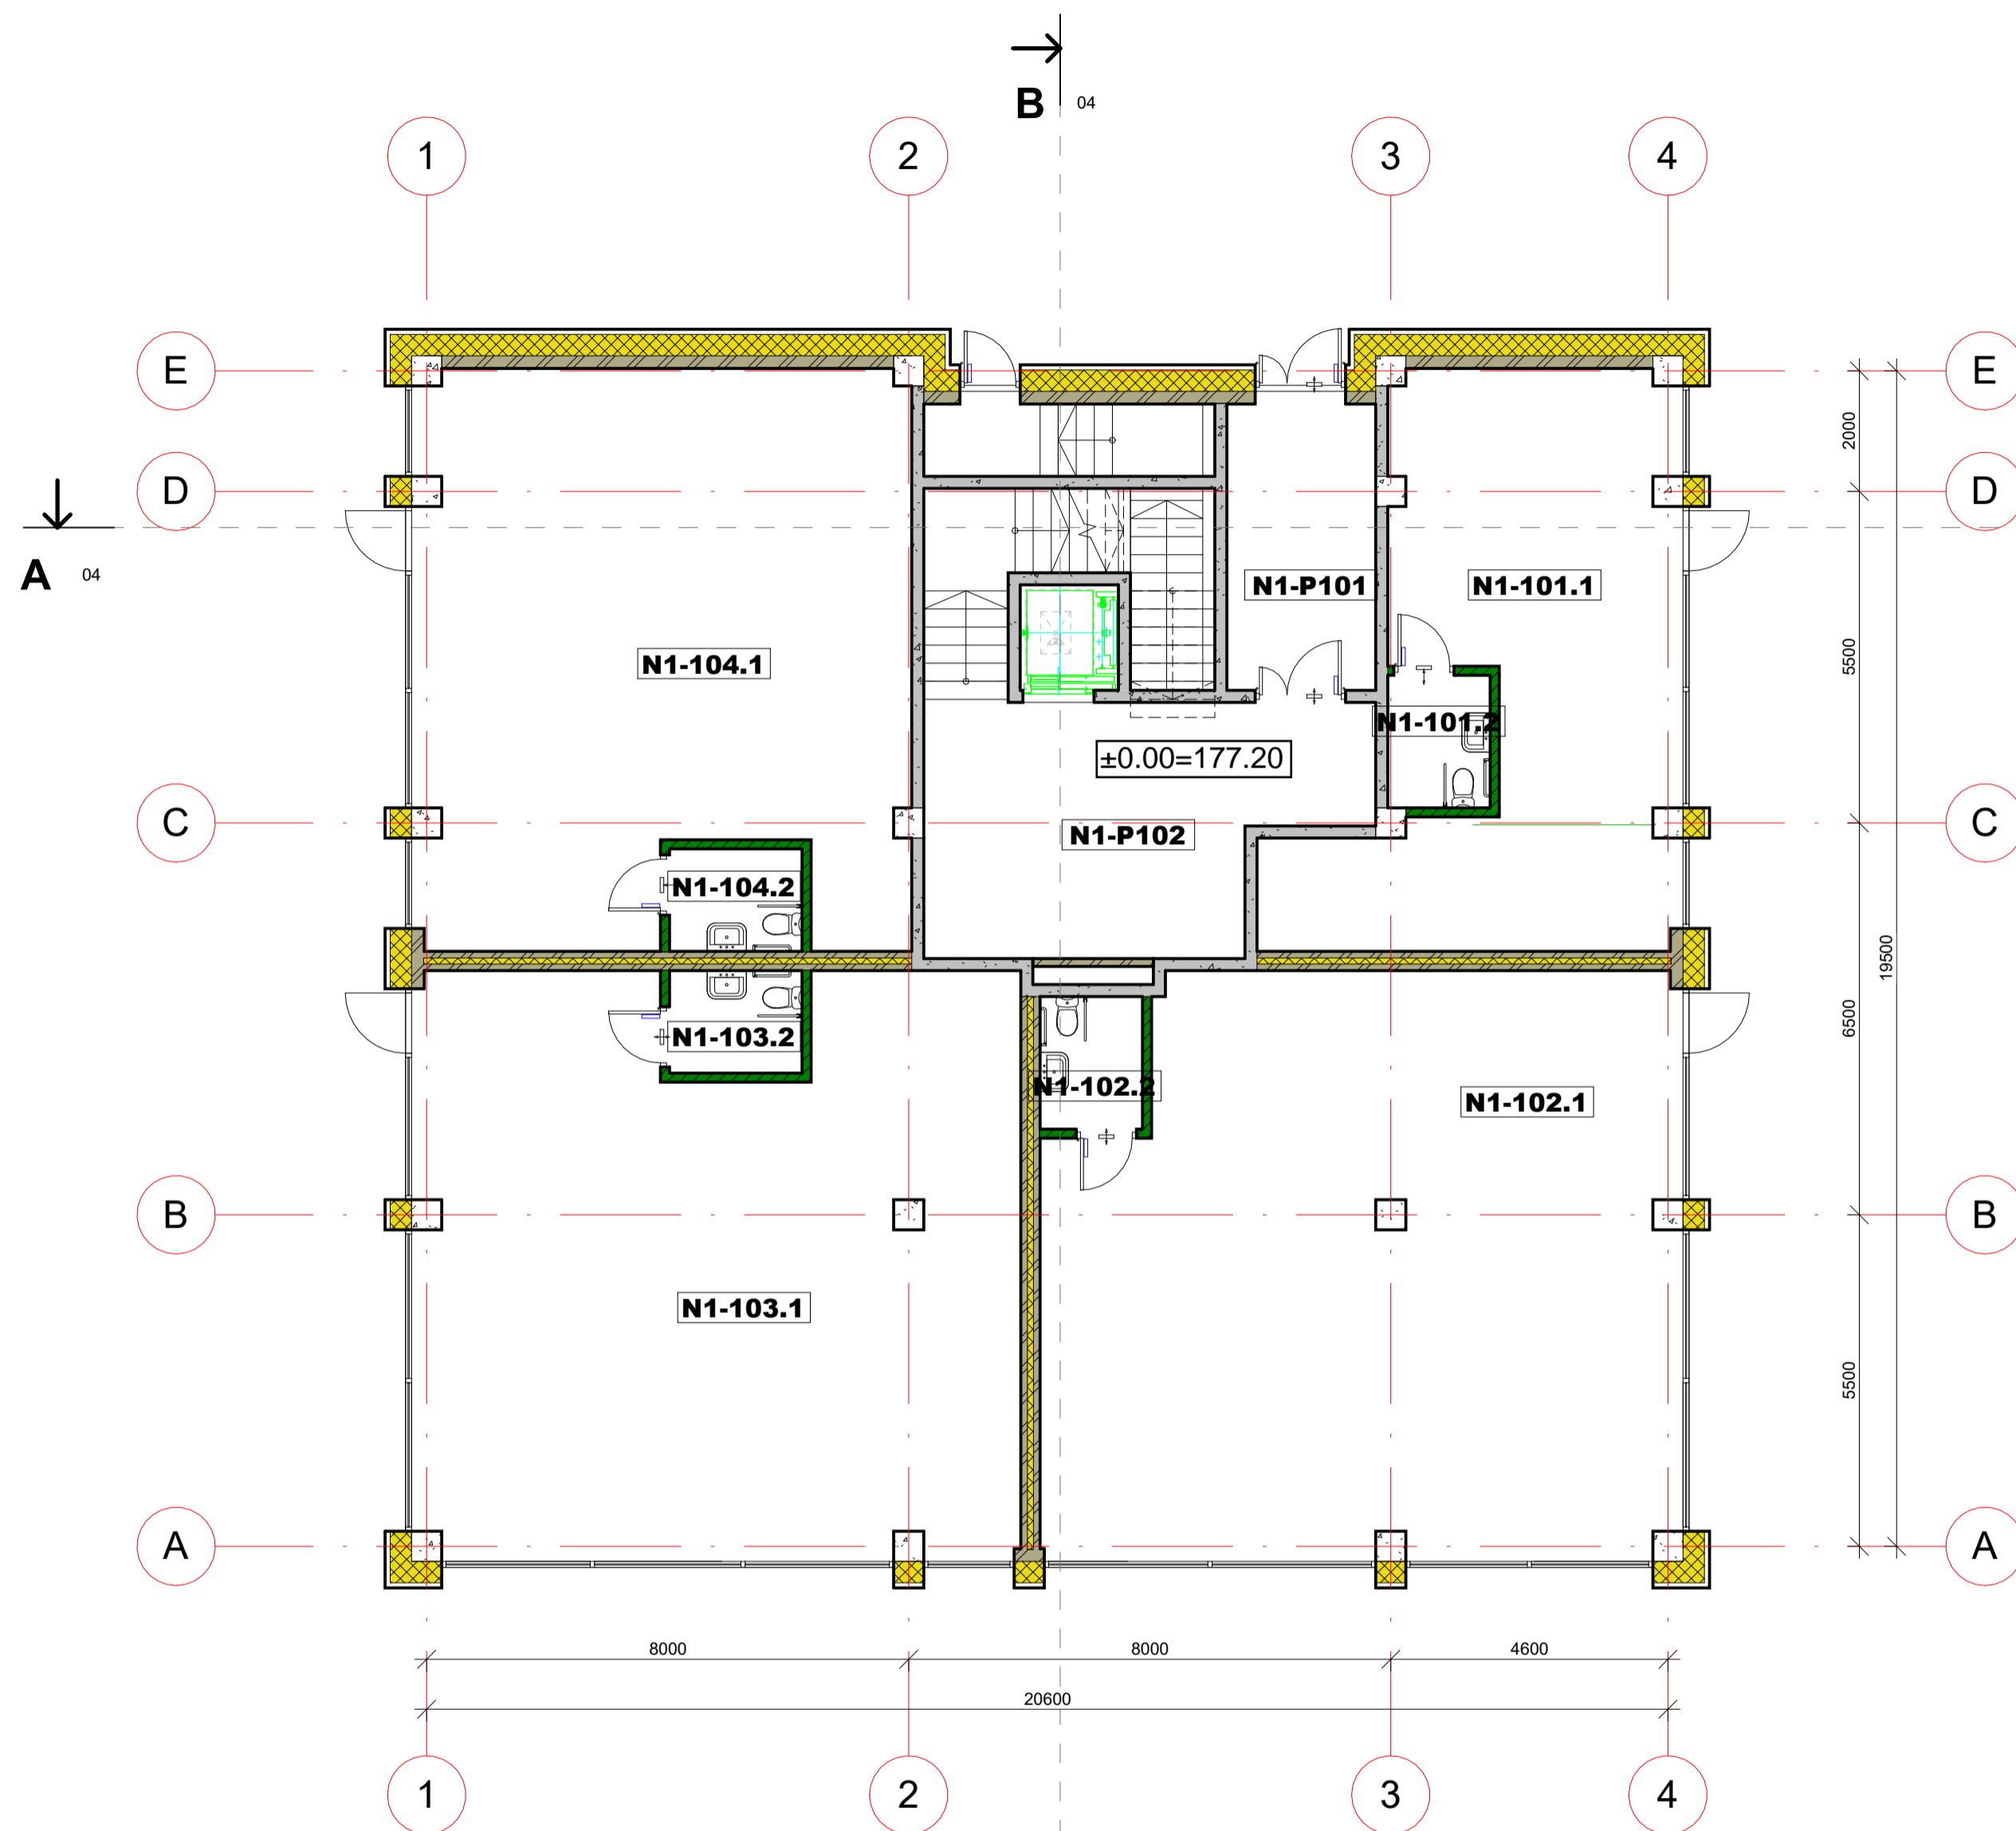 B 04
1 2 3 4
E E
2000
D D
A 04
N1-P101 N1-101.1
5500
N1-104.1
N1-101.2
±0.00=177.20
C C
N1-P102
N1-104.2
19500
N1-103.2
6500
N1-102.2
N1-102.1
B B
N1-103.1
5500
A A
8000 8000 4600
20600
1 2 3 4